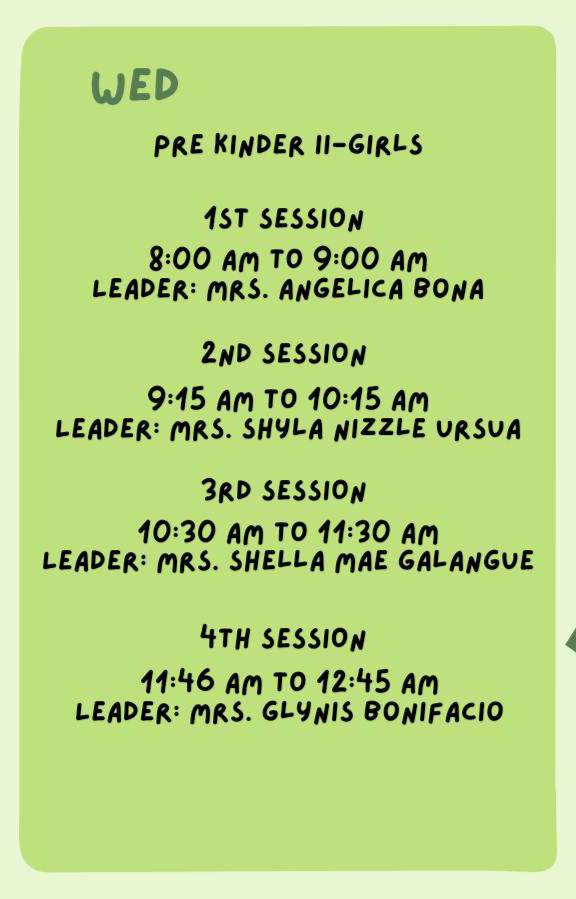 WED
PRE KINDER II-GIRLS
1ST SESSION
8:00 AM TO 9:00 AM
LEADER: MRS. ANGELICA BONA
2ND SESSION
9:15 AM TO 10:15 AM
LEADER: MRS. SHYLA NIZZLE URSUA
3RD SESSION
10:30 AM TO 11:30 AM
LEADER: MRS. SHELLA MAE GALANGUE
4TH SESSION
11:46 AM TO 12:45 AM
LEADER: MRS. GLYNIS BONIFACIO